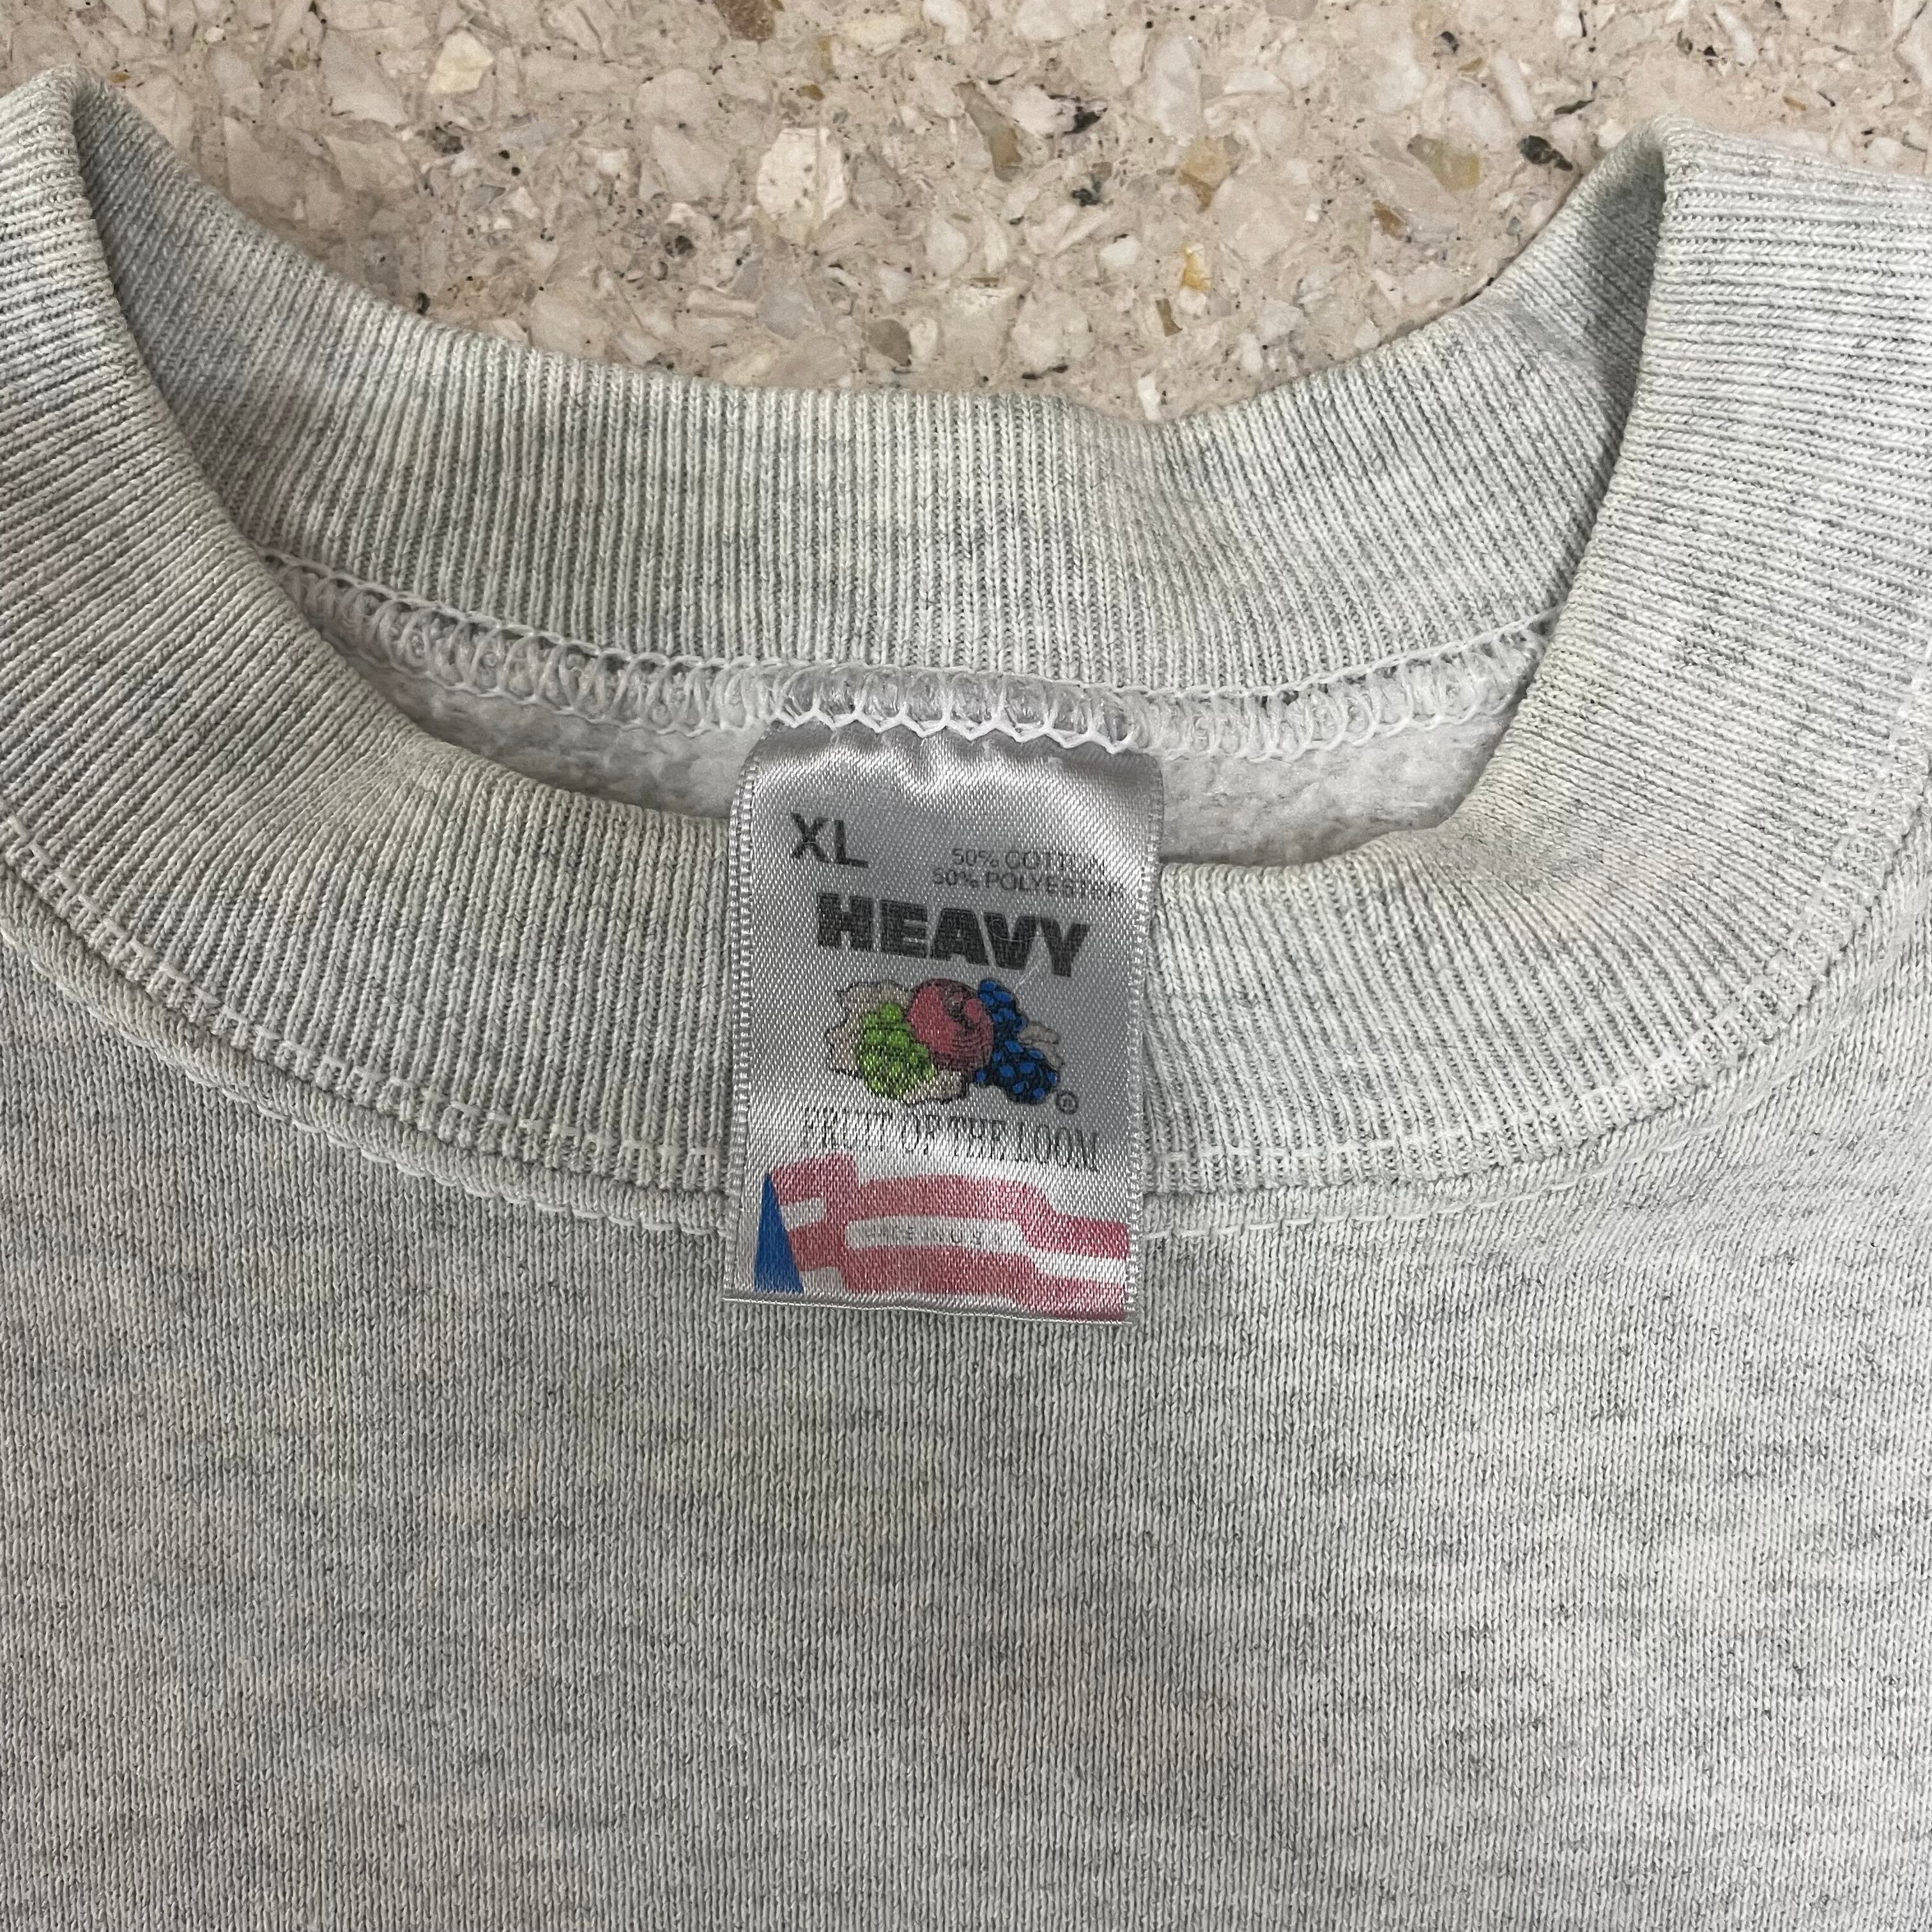 XL
50% COTTON
50% POLYESTER
HEAVY
®
FRUIT OF THE LOOM